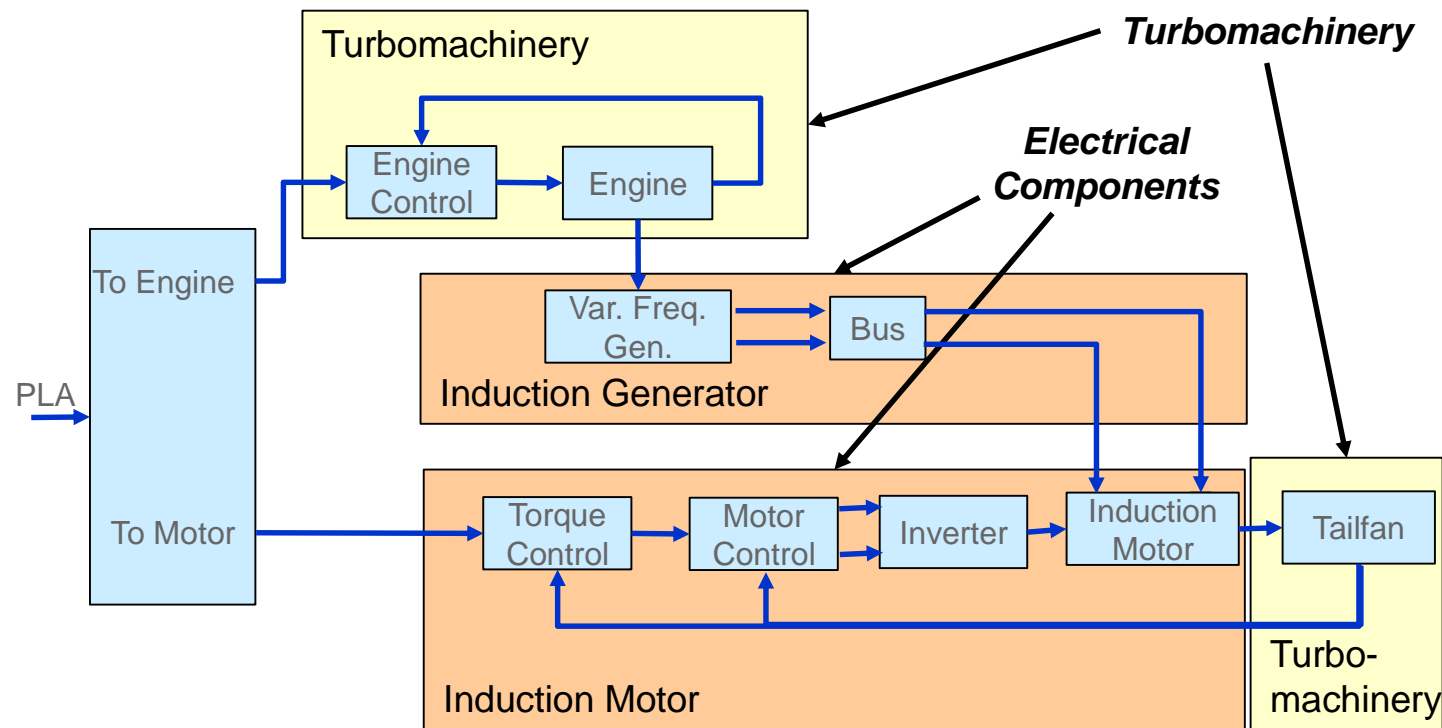 Turbomachinery
Turbomachinery
Engine
Control
Engine
Electrical
Components
To Engine
Var. Freq.
Gen.
Bus
Induction Generator
PLA
To Motor
Torque
Control
Motor
Control
Inverter
Induction
Motor
Tailfan
Induction Motor
Turbo-
machinery